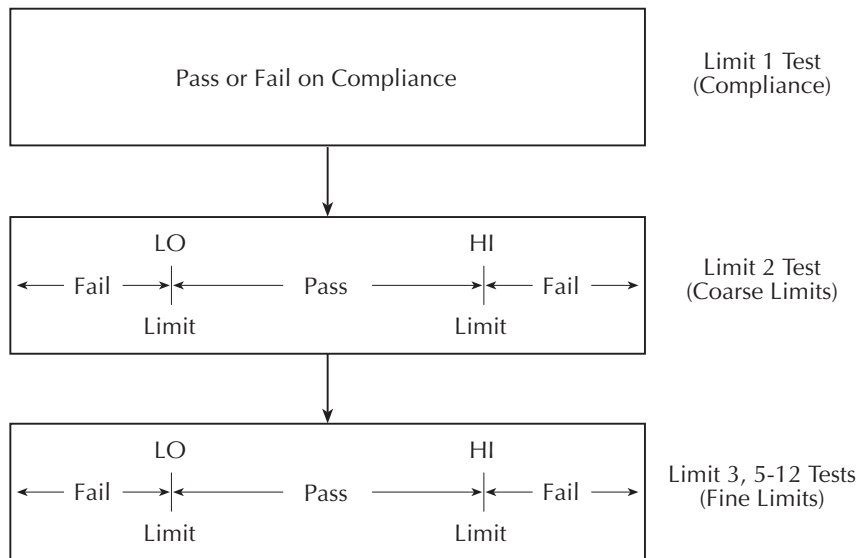 Pass or Fail on Compliance
Limit 1 Test
(Compliance)
LO HI
Fail Pass Fail
Limit Limit
Limit 2 Test
(Coarse Limits)
LO HI
Fail Pass Fail
Limit Limit
Limit 3, 5-12 Tests
(Fine Limits)